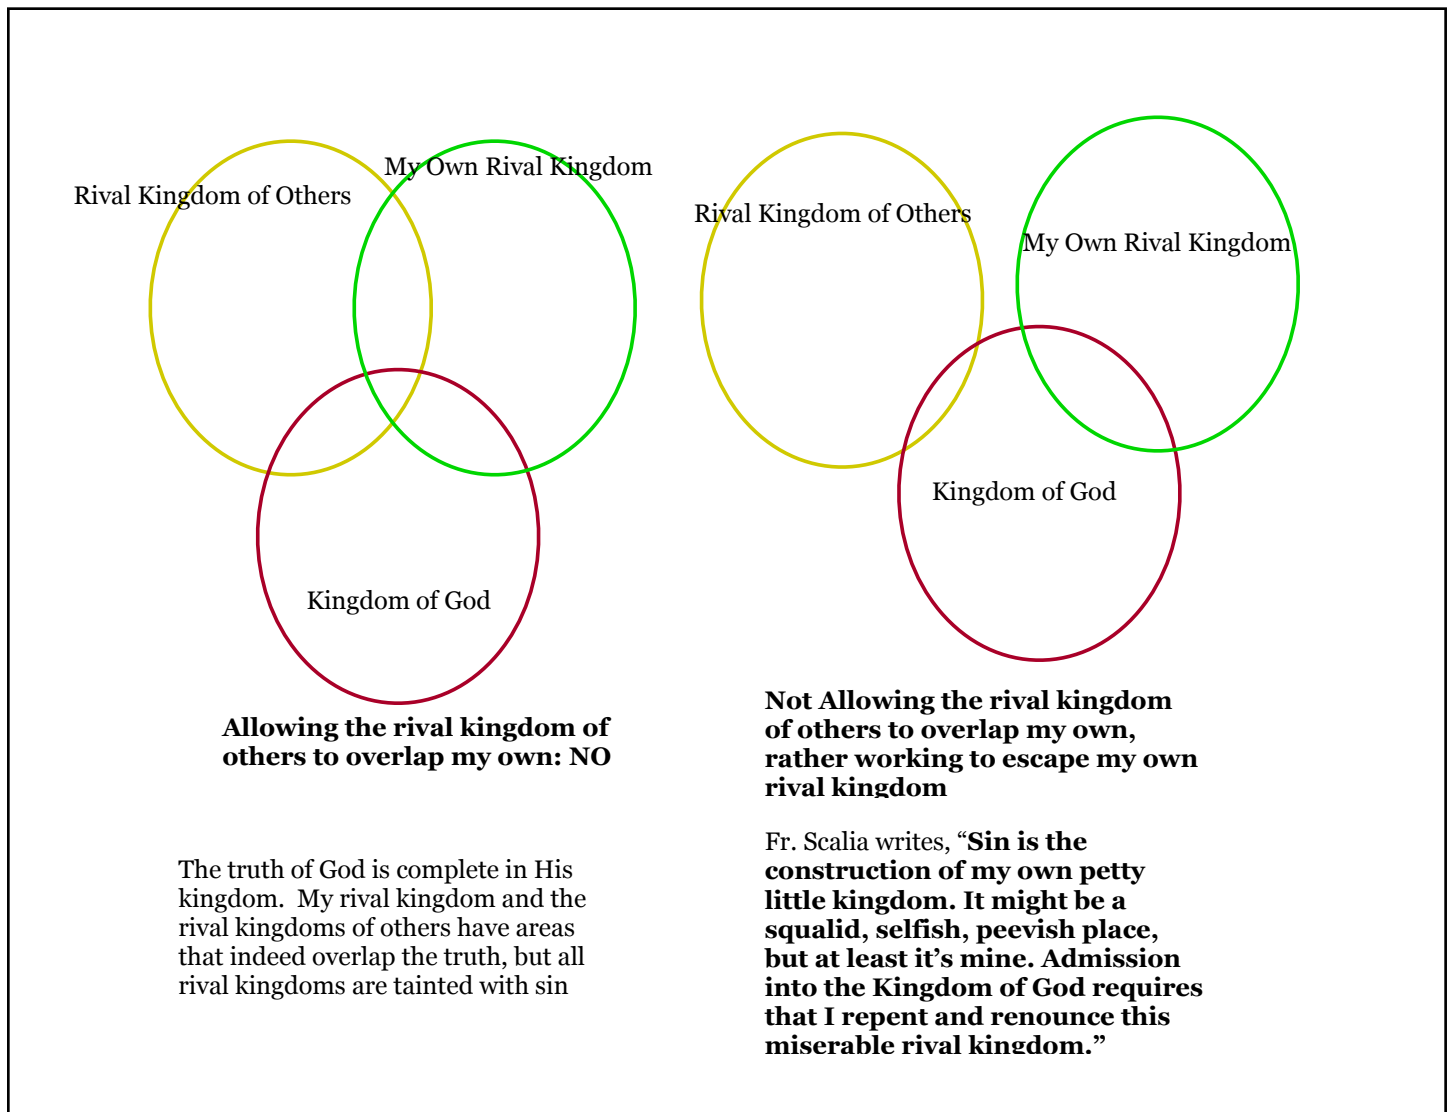 My Own Rival Kingdom
Rival Kingdom of Others
Kingdom of God
Allowing the rival kingdom of
others to overlap my own: NO
The truth of God is complete in His
kingdom.  My rival kingdom and the
rival kingdoms of others have areas
that indeed overlap the truth, but all
rival kingdoms are tainted with sin
Rival Kingdom of Others
My Own Rival Kingdom
Kingdom of God
Not Allowing the rival kingdom
of others to overlap my own,
rather working to escape my own
rival kingdom
Fr. Scalia writes, “Sin is the
construction of my own petty
little kingdom. It might be a
squalid, selfish, peevish place,
but at least it’s mine. Admission
into the Kingdom of God requires
that I repent and renounce this
miserable rival kingdom.”